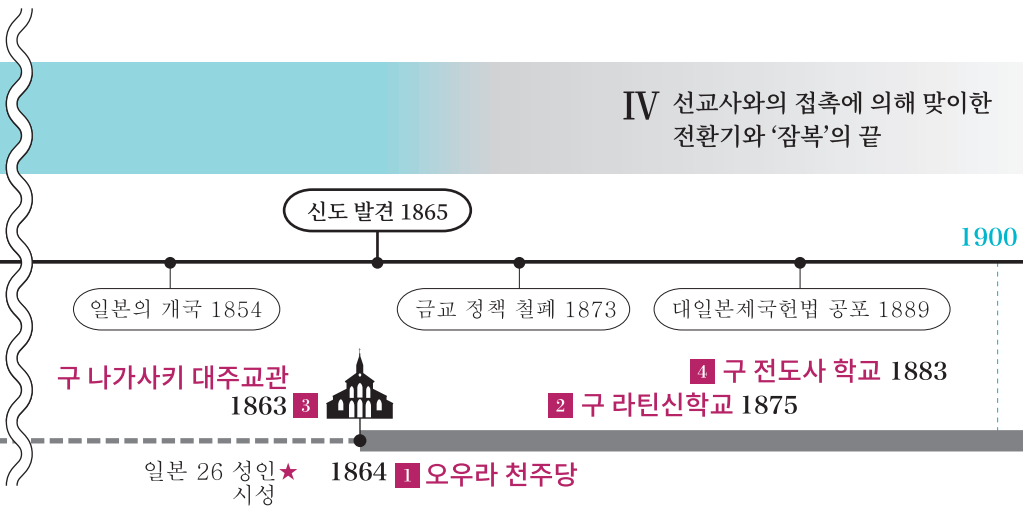 IV 선교사와의 접촉에 의해 맞이한
전환기와 ‘잠복’의 끝
신도 발견 1865
1900
일본의 개국 1854
금교 정책 철폐 1873
대일본제국헌법 공포 1889
구 나가사키 대주교관
1863 3
4 구 전도사 학교 1883
2 구 라틴신학교 1875
일본 26 성인★
시성
1864 1 오우라 천주당